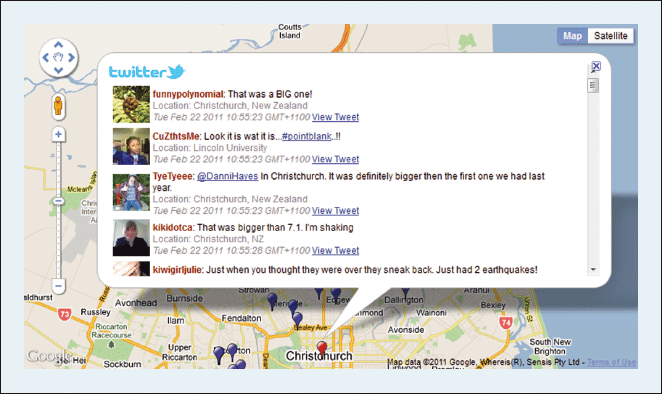 Coutts
Island
Map
Satellite
twitter
funnypolynomial: That was a BIG one!
Location: Christchurch, New Zealand
Tue Feb 22 2011 10:55:23 GMT+1100 View Tweet
CuZthtsMe: Look it is wat it is...#pointblank..!!
Location: Lincoln University
Tue Feb 22 2011 10:55:23 GMT+1100 View Tweet
TyeTyeee: @DanniHayes In Christchurch. It was definitely bigger then the first one we had last
year.
Location: Christchurch, New Zealand
Tue Feb 22 2011 10:55:23 GMT+1100 View Tweet
kikidotca: That was bigger than 7.1. I'm shaking
Location: Christchurch, NZ
Tue Feb 22 2011 10:55:28 GMT+1100 View Tweet
kiwigirljulie: Just when you thought they were over they sneak back. Just had 2 earthquakes!
Avonhead
Burnside
Strowan
Dallington
Wainoni
73
Russley
Ilam
Fendalton
Bealey Ave
Avonside
74
Riccarton
Racecourse
Upper
Riccarton
Christchurch
South New
Brighton
Google
Map data ©2011 Google, Whereis(R), Sensis Pty Ltd - Terms of Use